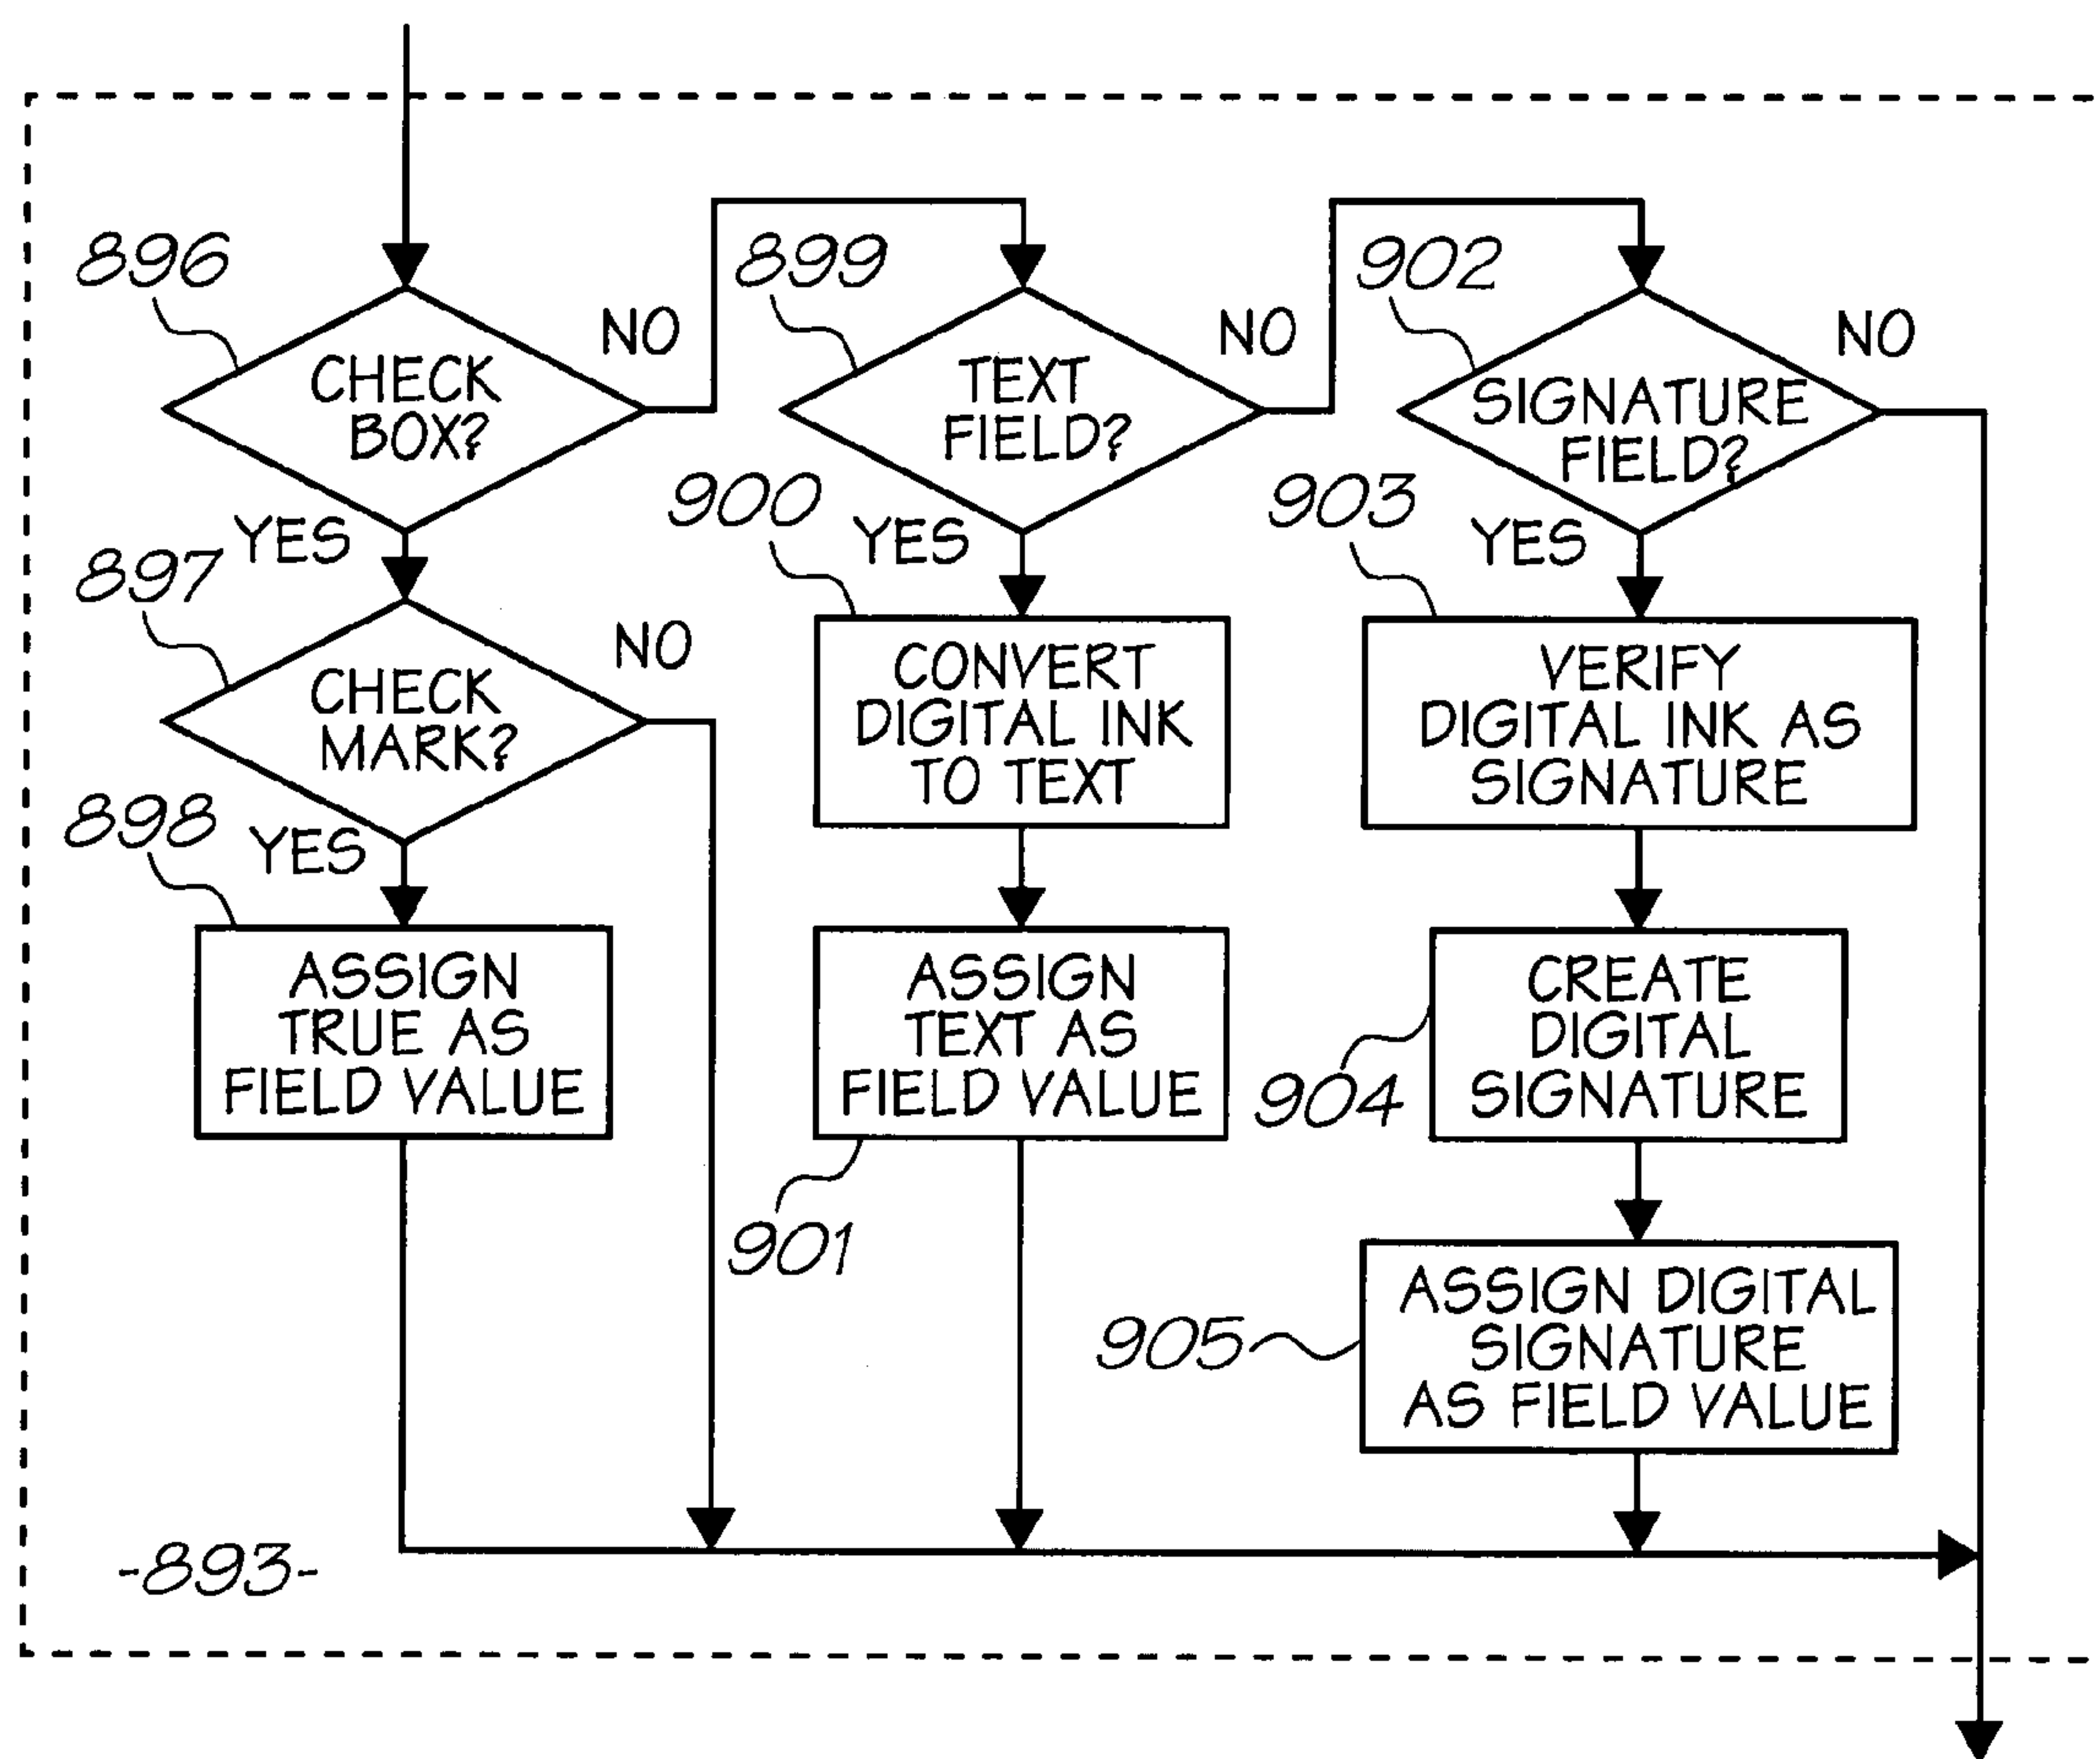 896
CHECK
BOX?
NO
YES
897
CHECK
MARK?
NO
YES
898
ASSIGN
TRUE AS
FIELD VALUE
899
TEXT
FIELD?
NO
YES
900
CONVERT
DIGITAL INK
TO TEXT
ASSIGN
TEXT AS
FIELD VALUE
901
902
SIGNATURE
FIELD?
NO
YES
903
VERIFY
DIGITAL INK AS
SIGNATURE
CREATE
DIGITAL
SIGNATURE
904
ASSIGN DIGITAL
SIGNATURE
AS FIELD VALUE
905
-893-